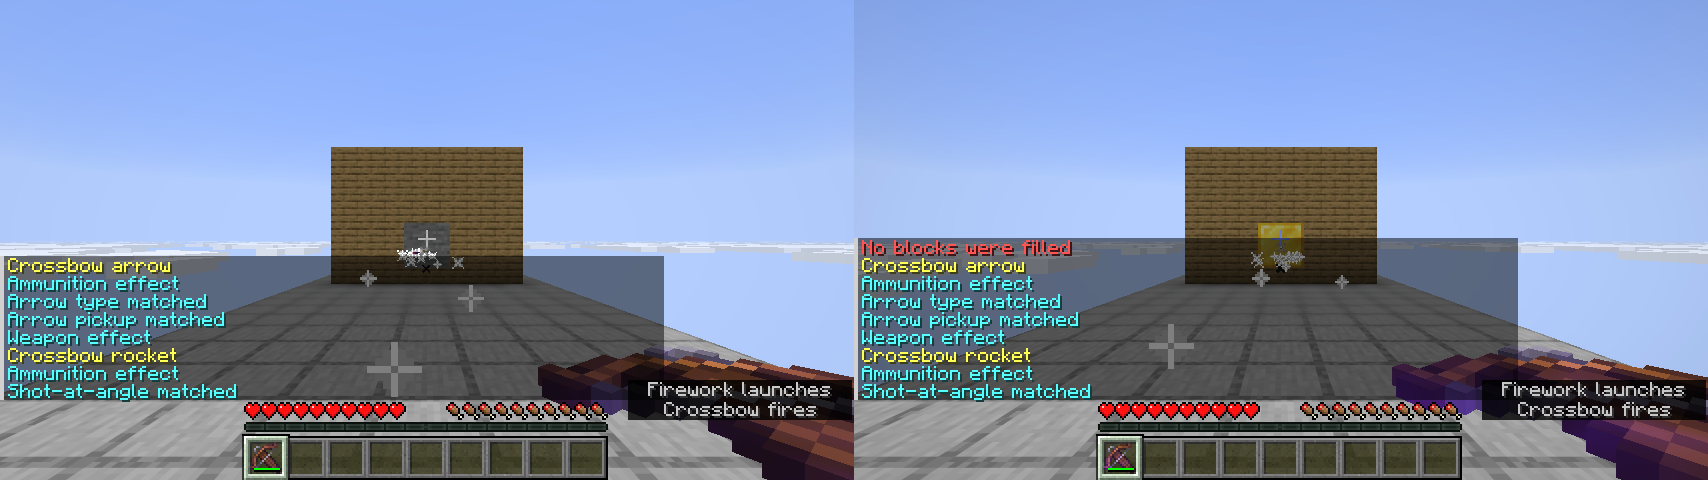 Crossbow arrow
Ammunition effect
Arrow type matched
Arrow pickup matched
Weapon effect
Crossbow rocket
Ammunition effect
Shot-at-angle matched
Firework launches
Crossbow fires
No blocks were filled
Crossbow arrow
Ammunition effect
Arrow type matched
Arrow pickup matched
Weapon effect
Crossbow rocket
Ammunition effect
Shot-at-angle matched
Firework launches
Crossbow fires